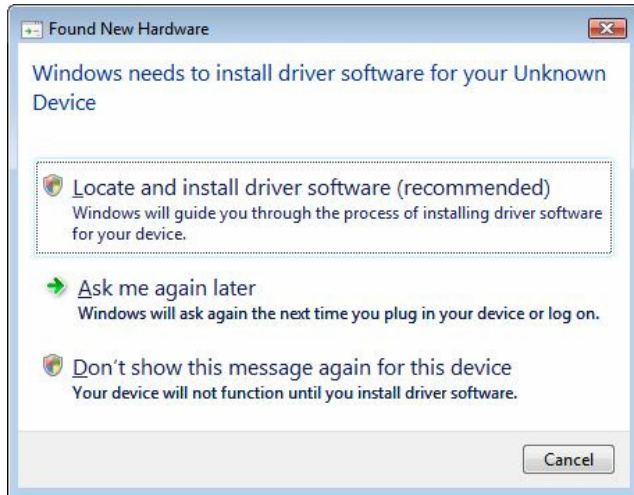 Found New Hardware
Windows needs to install driver software for your Unknown
Device
Locate and install driver software (recommended)
Windows will guide you through the process of installing driver software
for your device.
Ask me again later
Windows will ask again the next time you plug in your device or log on.
Don't show this message again for this device
Your device will not function until you install driver software.
Cancel